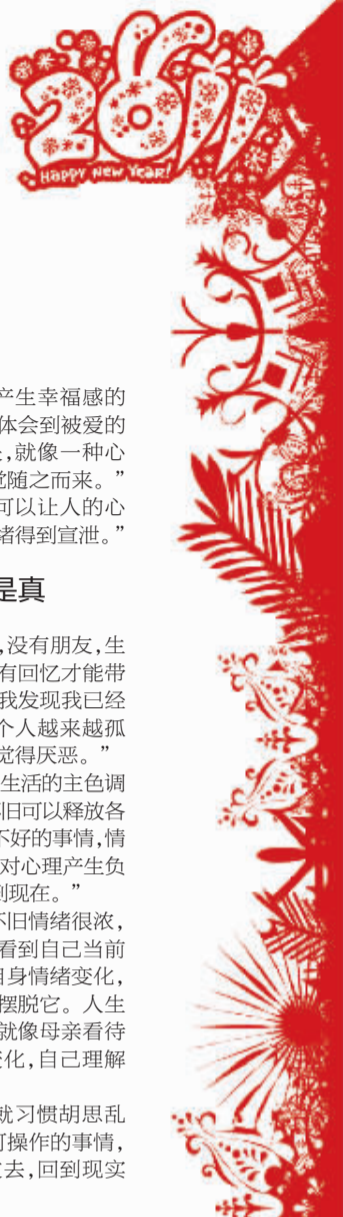 2011
HAPPY NEW YEAR!
产生幸福感的
体会到被爱的
,就像一种心
觉随之而来。”
可以让人的心
绪得到宣泄。”
是真
,没有朋友,生
有回忆才能带
我发现我已经
个人越来越孤
觉得厌恶。”
生活的主色调
怀旧可以释放各
不好的事情,情
对心理产生负
到现在。”
怀旧情绪很浓,
看到自己当前
自身情绪变化,
摆脱它。人生
就像母亲看待
变化,自己理解
就习惯胡思乱
可操作的事情,
过去,回到现实